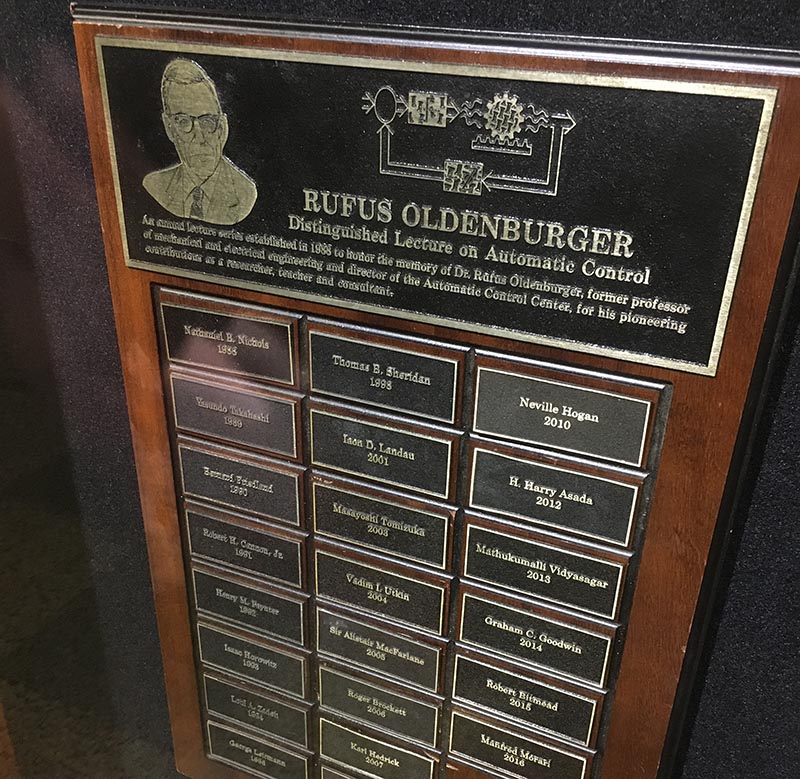 RUFUS OLDENBURGER
Distinguished Lecture on Automatic Control
An annual lecture series established in 1988 to honor the memory of Dr. Rufus Oldenburger, former professor
of mechanical and electrical engineering and director of the Automatic Control Center, for his pioneering
contributions as a researcher, teacher and consultant.
Nathaniel B. Nichols
1988
Yasundo Takahashi
1989
Bernard Friedland
1990
Robert H. Cannon, Jr.
1991
Henry M. Paynter
1992
Isaac Horowitz
1993
Lotfi A. Zadeh
1994
George Leitmann
Thomas B. Sheridan
Ioan D. Landau
2001
Masayoshi Tomizuka
2003
Vadim I. Utkin
2004
Sir Alistair MacFarlane
2005
Roger Brockett
2006
Karl Hedrick
2007
Neville Hogan
2010
H. Harry Asada
2012
Mathukumalli Vidyasagar
2013
Graham C. Goodwin
2014
Robert Bitmead
2015
Manfred Morari
2016